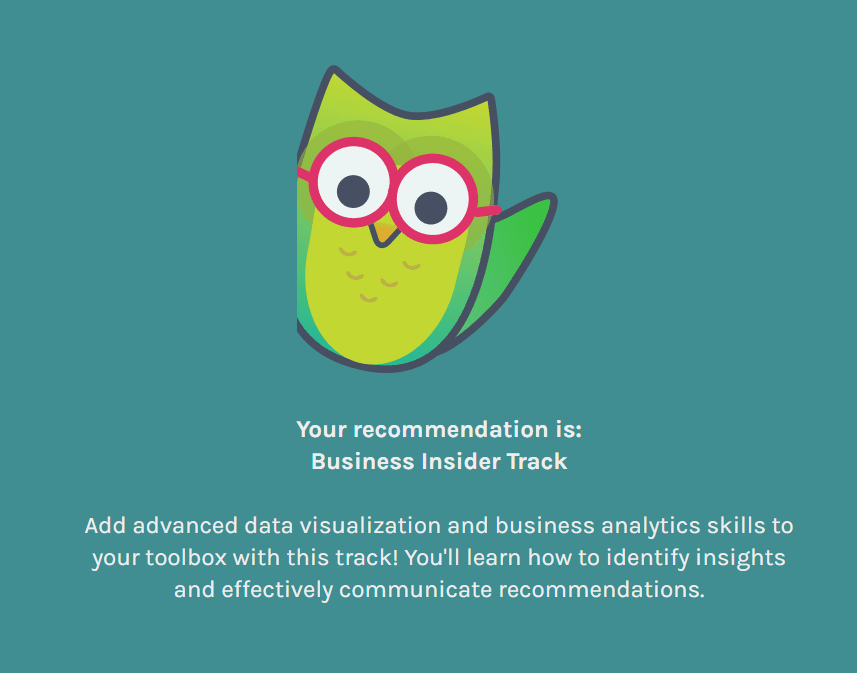 Your recommendation is:
Business Insider Track
Add advanced data visualization and business analytics skills to
your toolbox with this track! You'll learn how to identify insights
and effectively communicate recommendations.